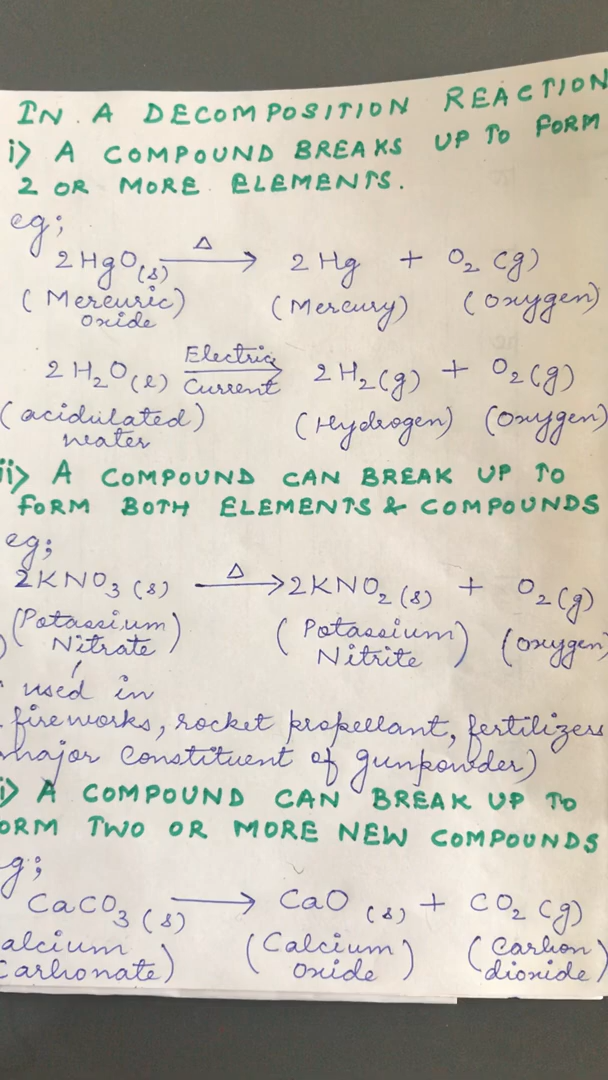 IN A DECOMPOSITION REACTION
i) A COMPOUND BREAKS UP TO FORM
2 OR MORE ELEMENTS.
eg;
2HgO(s) Δ→ 2Hg + O₂ (g)
(Mercuric oxide) (Mercury) (Oxygen)
2H₂O(l) Electric Current→ 2H₂(g) + O₂(g)
(acidulated water) (Hydrogen) (Oxygen)
ii) A COMPOUND CAN BREAK UP TO
FORM BOTH ELEMENTS & COMPOUNDS
eg;
2KNO₃(s) Δ→ 2KNO₂(s) + O₂(g)
(Potassium Nitrate) (Potassium Nitrite) (Oxygen)
used in
fireworks, rocket propellant, fertilizers
major constituent of gunpowder)
i) A COMPOUND CAN BREAK UP TO
ORM TWO OR MORE NEW COMPOUNDS
g;
CaCO₃(s) → CaO (s) + CO₂(g)
alcium Carbonate) (Calcium oxide) (Carbon dioxide)